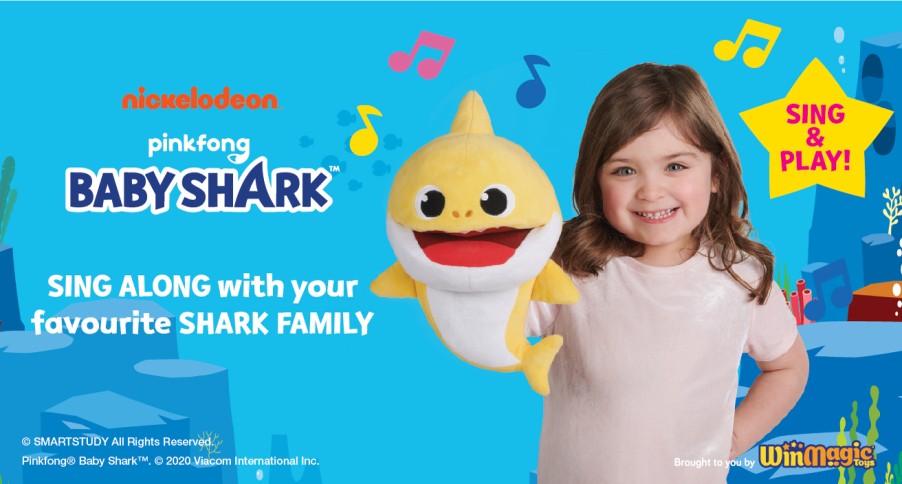 nickelodeon
pinkfong
BABY SHARK™
SING ALONG with your
favourite SHARK FAMILY
SING
&
PLAY!
© SMARTSTUDY All Rights Reserved.
Pinkfong® Baby Shark™. © 2020 Viacom International Inc.
Brought to you by WinMagic Toys